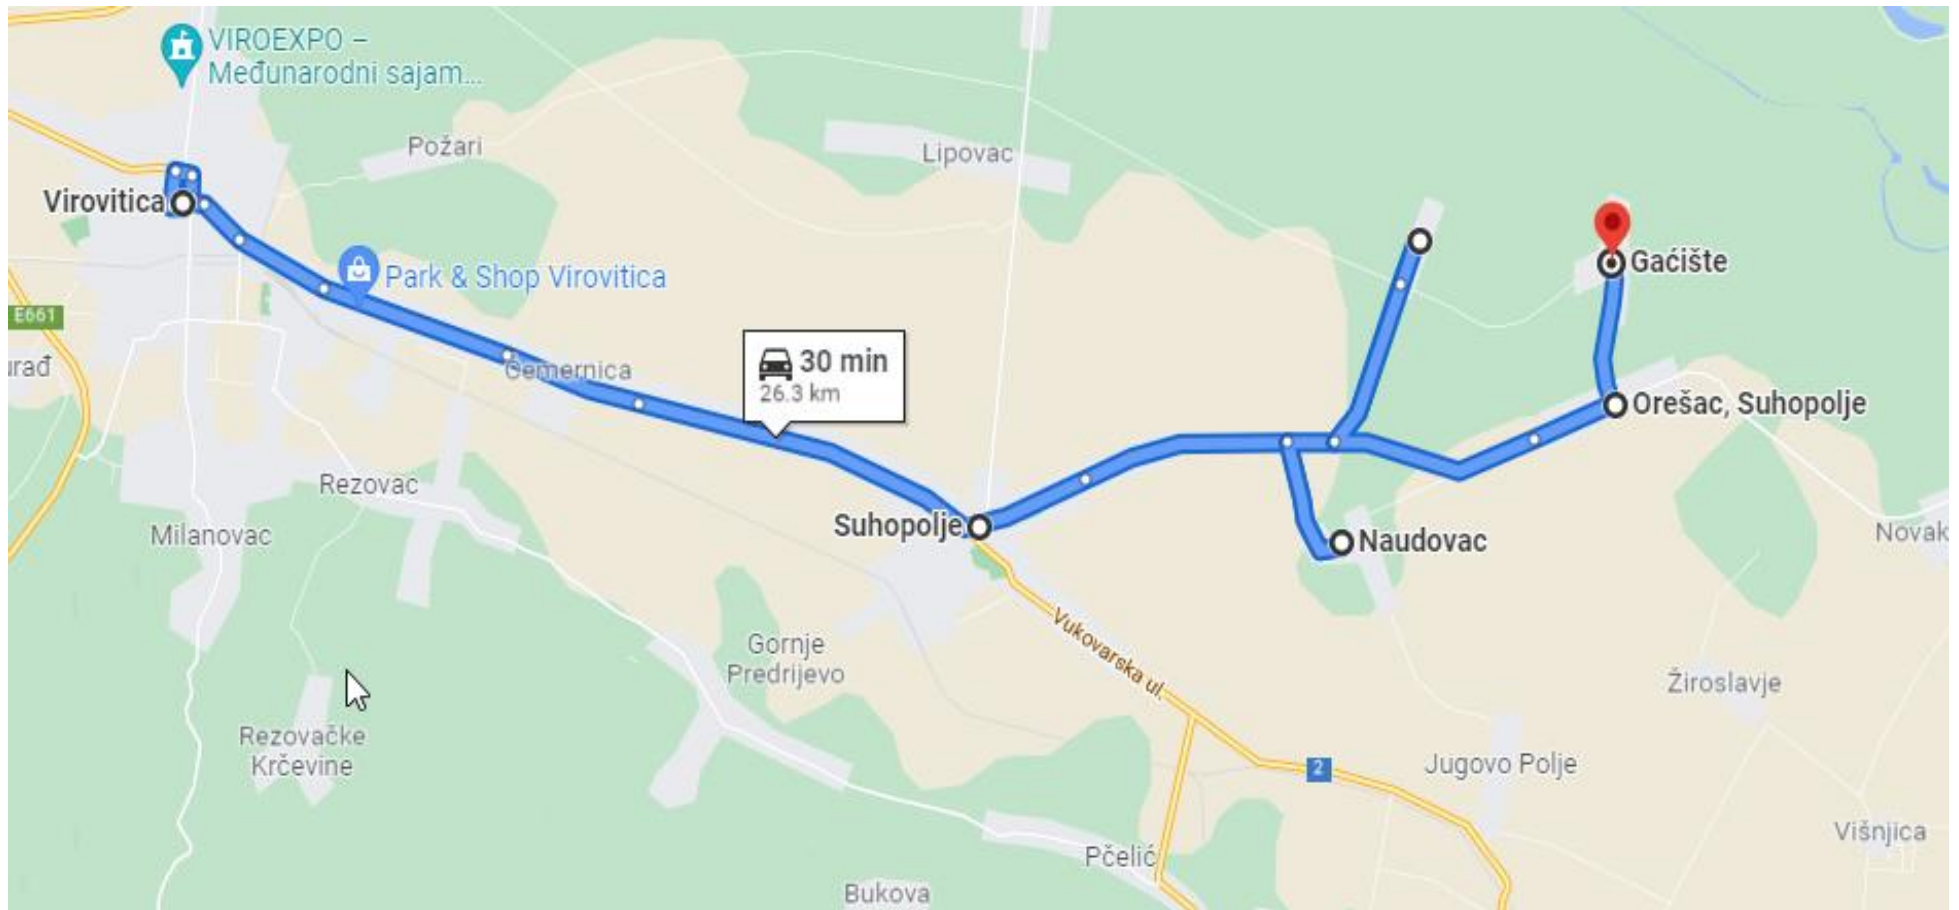 VIROEXPO –
Međunarodni sajam...
Požari
Lipovac
Virovitica
Park & Shop Virovitica
Gaćište
E661
urađ
30 min
26.3 km
Čemernica
Orešac, Suhopolje
Rezovac
Suhopolje
Naudovac
Milanovac
Novak
Vukovarska ul.
Gornje
Predrijevo
Žiroslavje
Rezovačke
Krčevine
2
Jugovo Polje
Višnjica
Pčelić
Bukova